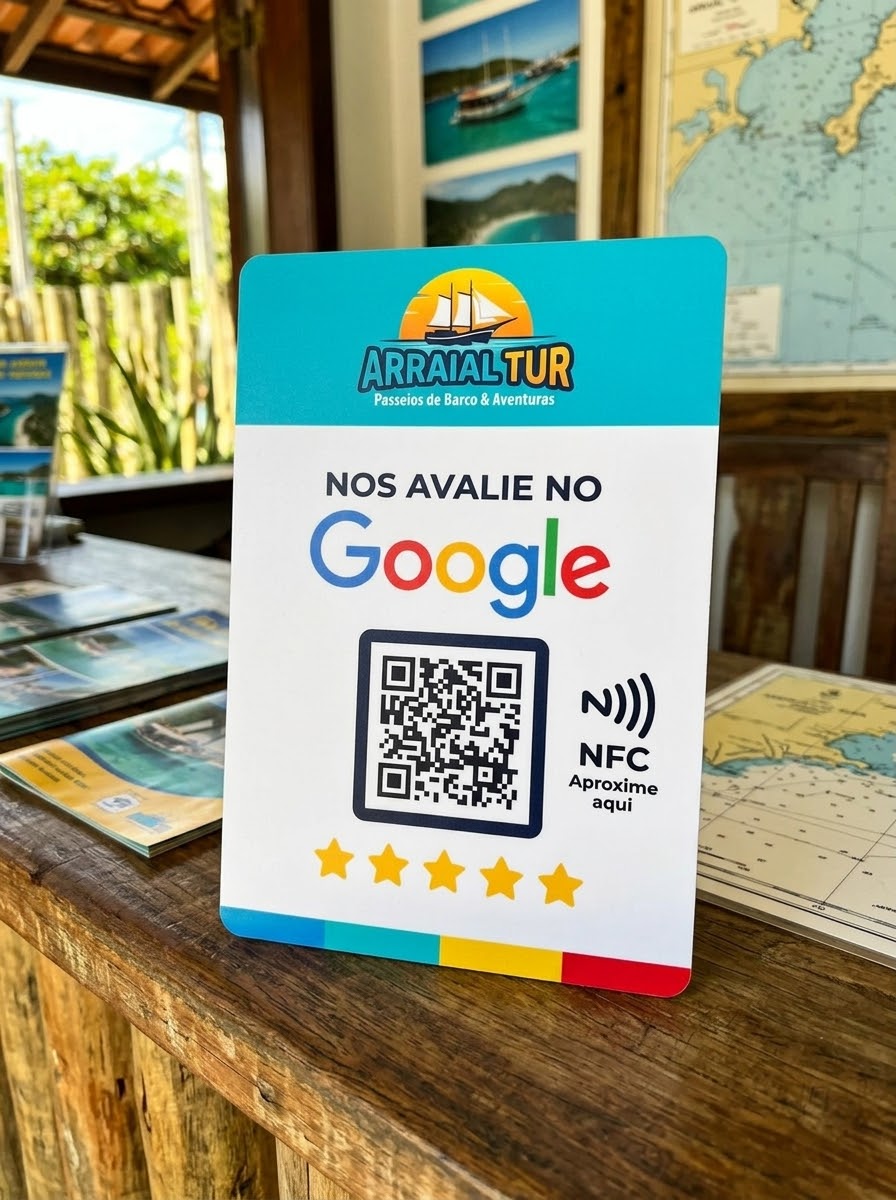 ARRAIAL TUR
Passeios de Barco & Aventuras
NOS AVALIE NO
Google
N
NFC
Aproxime
aqui